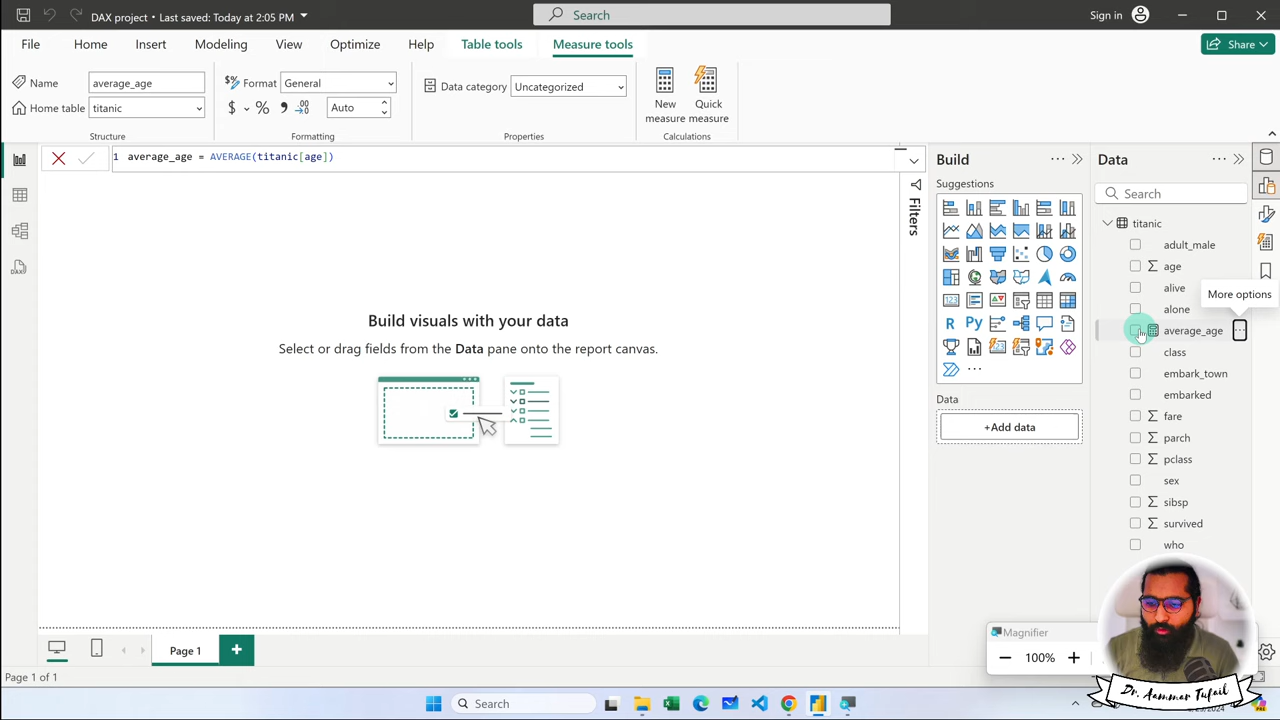 DAX project • Last saved: Today at 2:05 PM
Search
Sign in
File Home Insert Modeling View Optimize Help Table tools Measure tools
Share
Name average_age
Home table titanic
Structure
Format General
$ % Auto
Formatting
Data category Uncategorized
Properties
New measure
Quick measure
Calculations
1 average_age = AVERAGE(titanic[age])
Filters
Build visuals with your data
Select or drag fields from the Data pane onto the report canvas.
Build
Suggestions
R Py
Data
+Add data
Data
Search
titanic
adult_male
age
alive
More options
alone
average_age
class
embark_town
embarked
fare
parch
pclass
sex
sibsp
survived
who
Magnifier
100%
Page 1
Page 1 of 1
Search
Dr. Aammar Tufail